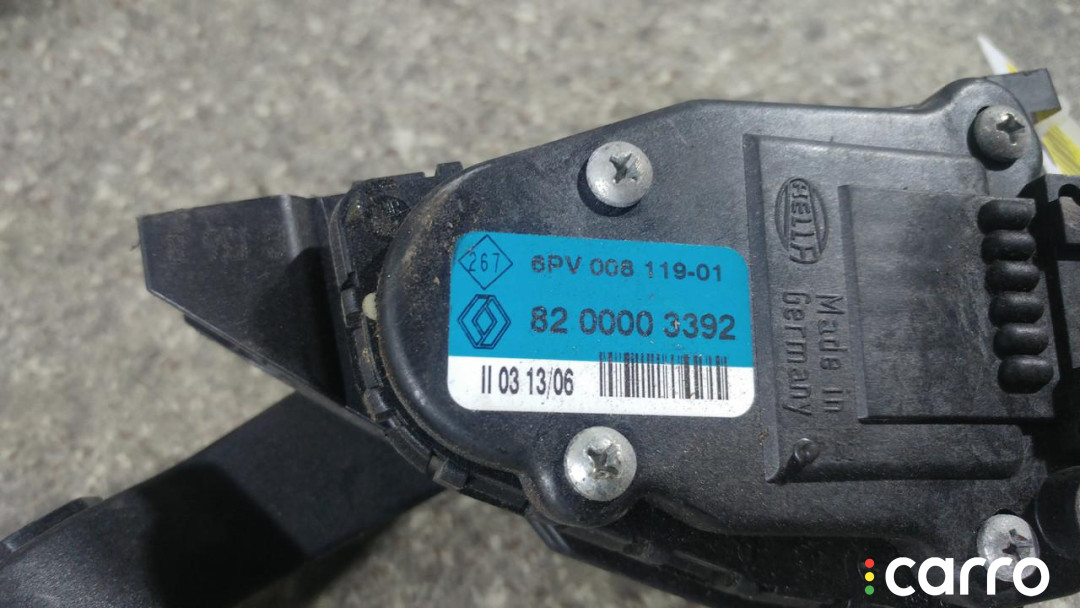 267 6PV 008 119-01
82 0000 3392
II 03 13/06
HELLA
Made in
Germany
carro